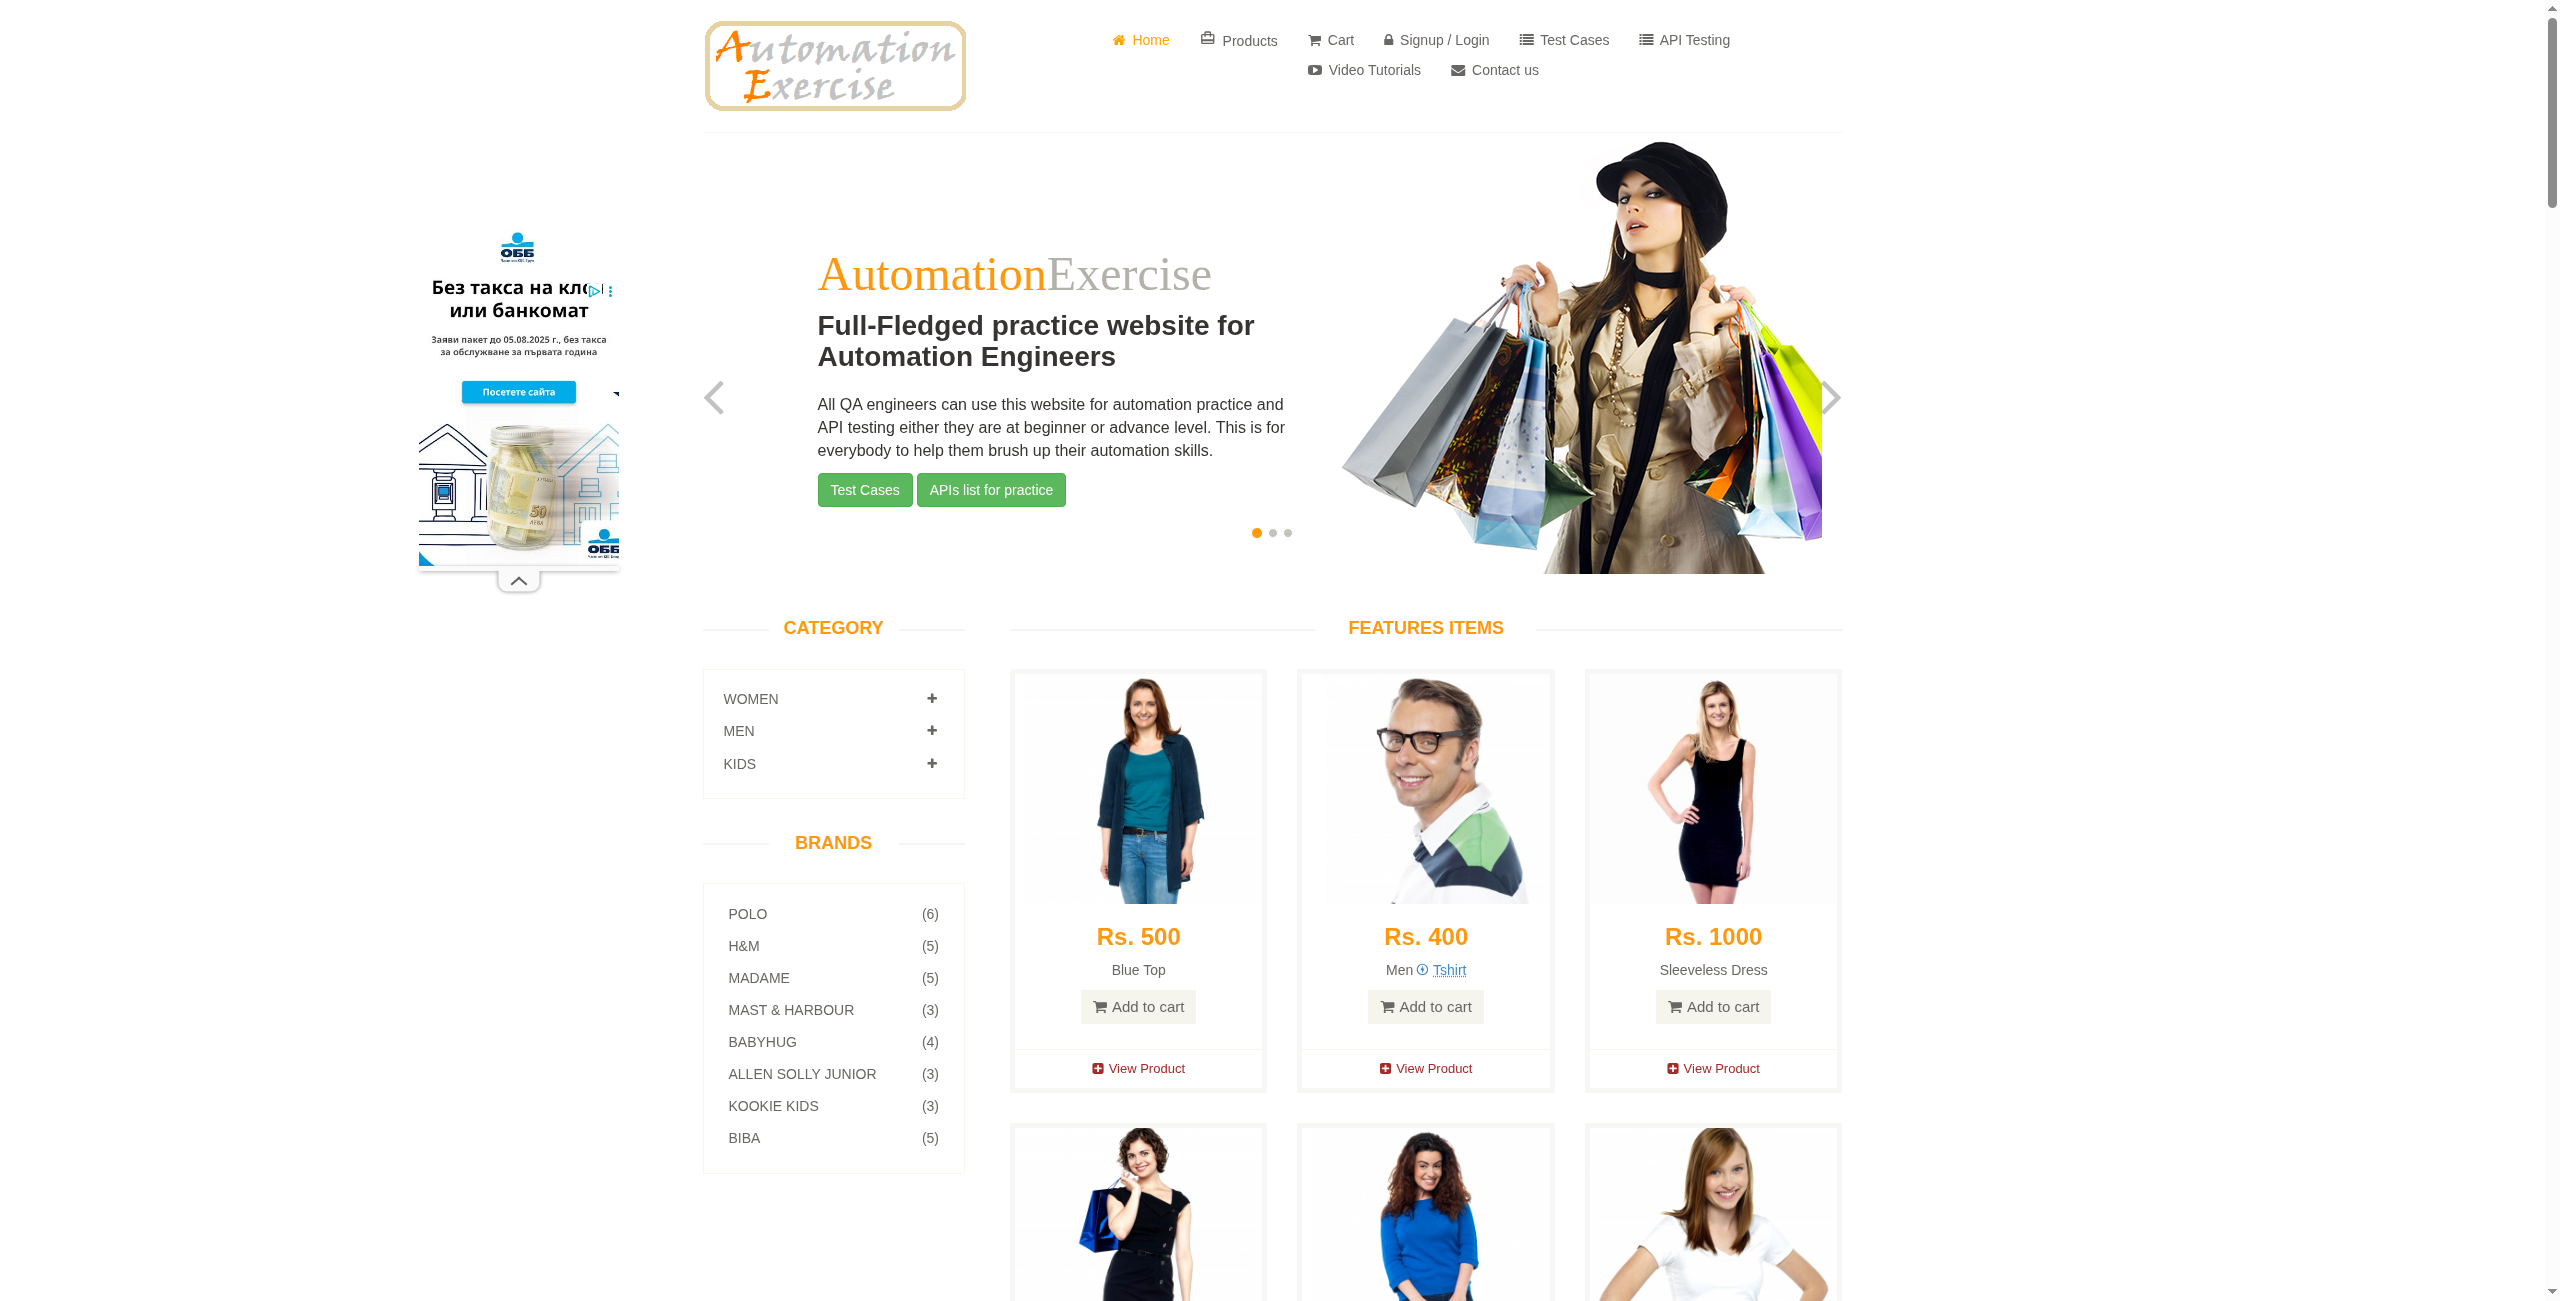 Automation
Exercise
Home
Products
Cart
Signup / Login
Test Cases
API Testing
Video Tutorials
Contact us
ОББ
Без такса на кло
или банкомат
Заяви пакет до 05.08.2025 г., без такса
за обслужване за първата година
Посетете сайта
50
ЛЕВА
ОББ
AutomationExercise
Full-Fledged practice website for
Automation Engineers
All QA engineers can use this website for automation practice and
API testing either they are at beginner or advance level. This is for
everybody to help them brush up their automation skills.
Test Cases
APIs list for practice
CATEGORY
WOMEN
MEN
KIDS
BRANDS
POLO (6)
H&M (5)
MADAME (5)
MAST & HARBOUR (3)
BABYHUG (4)
ALLEN SOLLY JUNIOR (3)
KOOKIE KIDS (3)
BIBA (5)
FEATURES ITEMS
Rs. 500
Blue Top
Add to cart
View Product
Rs. 400
Men Tshirt
Add to cart
View Product
Rs. 1000
Sleeveless Dress
Add to cart
View Product